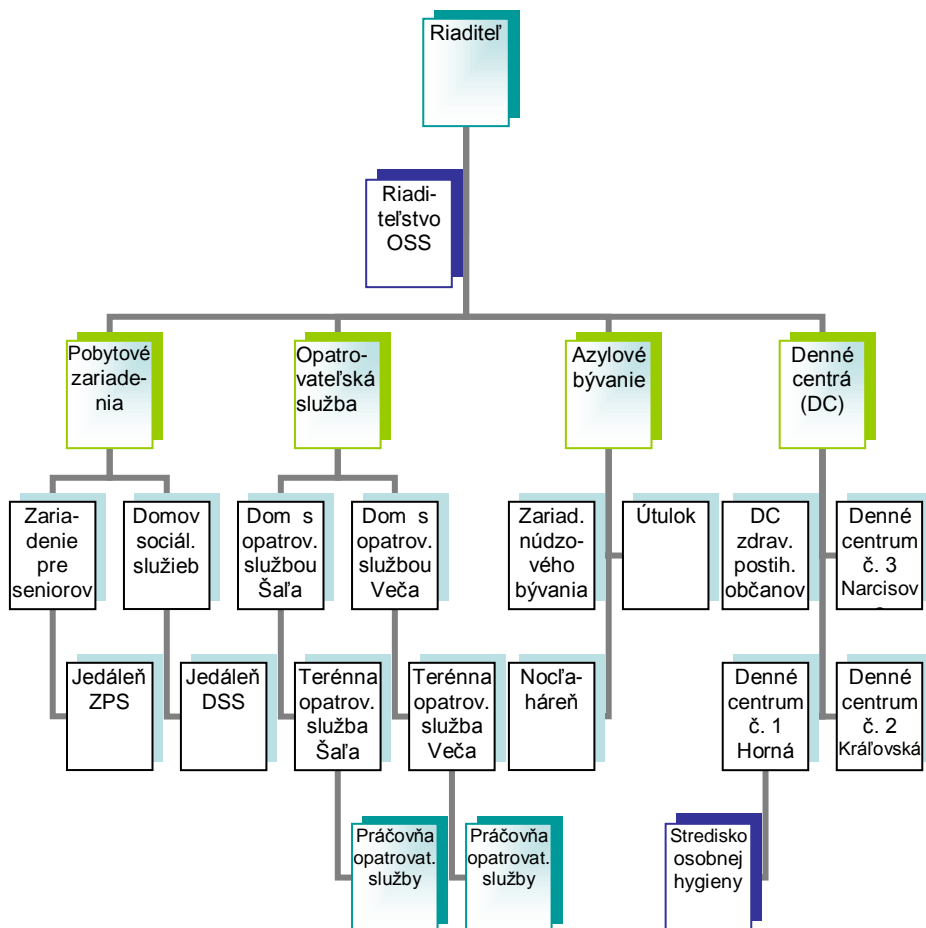 Riaditeľ
Riadi-
teľstvo
OSS
Pobytové
zariade-
nia
Opatro-
vateľská
služba
Azylové
bývanie
Denné
centrá
(DC)
Zaria-
denie
pre
seniorov
Domov
sociál.
služieb
Dom s
opatrov.
službou
Šaľa
Dom s
opatrov.
službou
Veča
Zariad.
núdzo-
vého
bývania
Útulok
DC
zdrav.
postih.
občanov
Denné
centrum
č. 3
Narcisov
Jedáleň
ZPS
Jedáleň
DSS
Terénna
opatrov.
služba
Šaľa
Terénna
opatrov.
služba
Veča
Nocľa-
háreň
Denné
centrum
č. 1
Horná
Denné
centrum
č. 2
Kráľovská
Práčovňa
opatrovat.
služby
Práčovňa
opatrovat.
služby
Stredisko
osobnej
hygieny